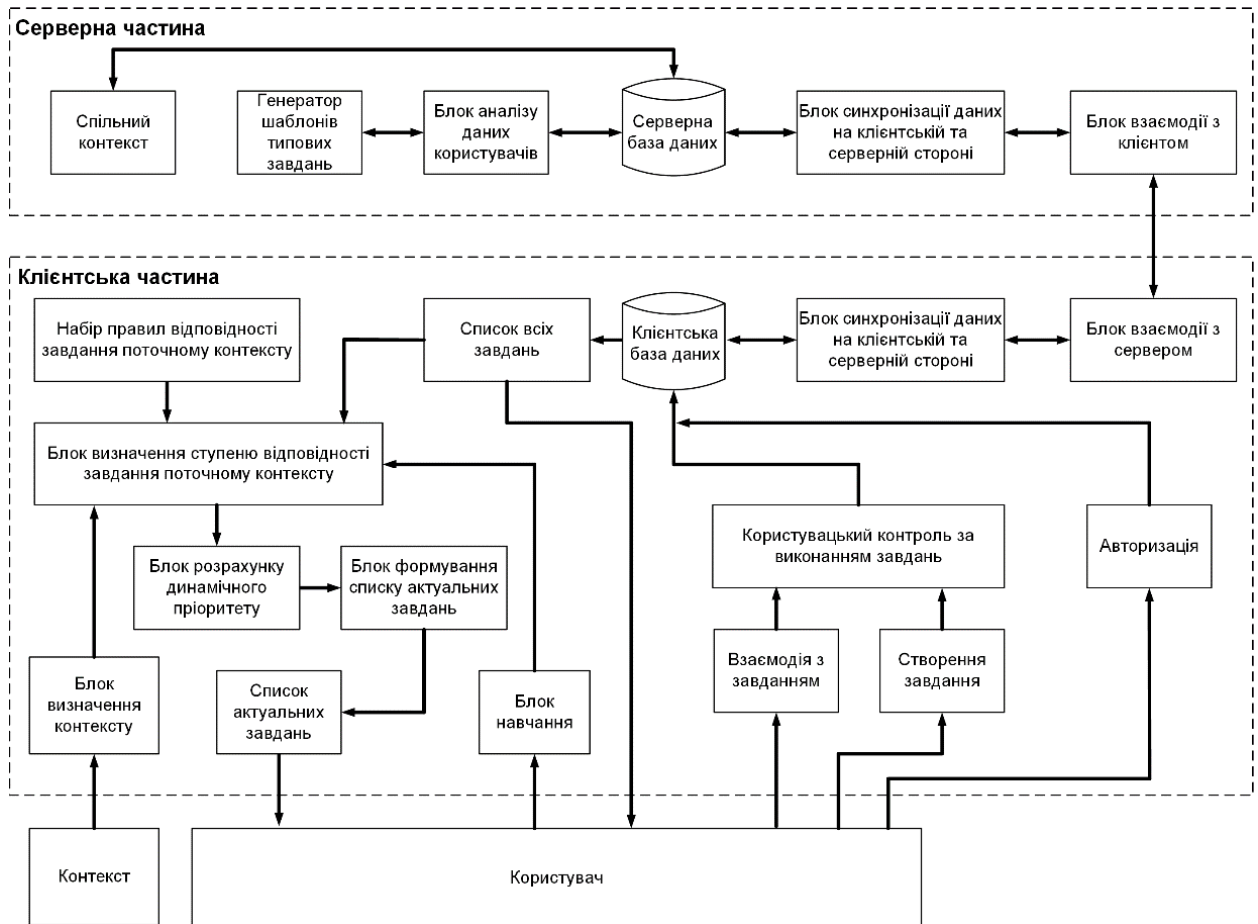 Серверна частина
Спільний
контекст
Генератор
шаблонів
типових
завдань
Блок аналізу
даних
користувачів
Серверна
база даних
Блок синхронізації даних
на клієнтській та
серверній стороні
Блок взаємодії з
клієнтом
Клієнтська частина
Набір правил відповідності
завдання поточному контексту
Список всіх
завдань
Клієнтська
база даних
Блок синхронізації даних
на клієнтській та
серверній стороні
Блок взаємодії з
сервером
Блок визначення ступеню відповідності
завдання поточному контексту
Блок розрахунку
динамічного
пріоритету
Блок формування
списку актуальних
завдань
Користувацький контроль за
виконанням завдань
Авторизація
Блок
визначення
контексту
Список
актуальних
завдань
Блок
навчання
Взаємодія з
завданням
Створення
завдання
Контекст
Користувач